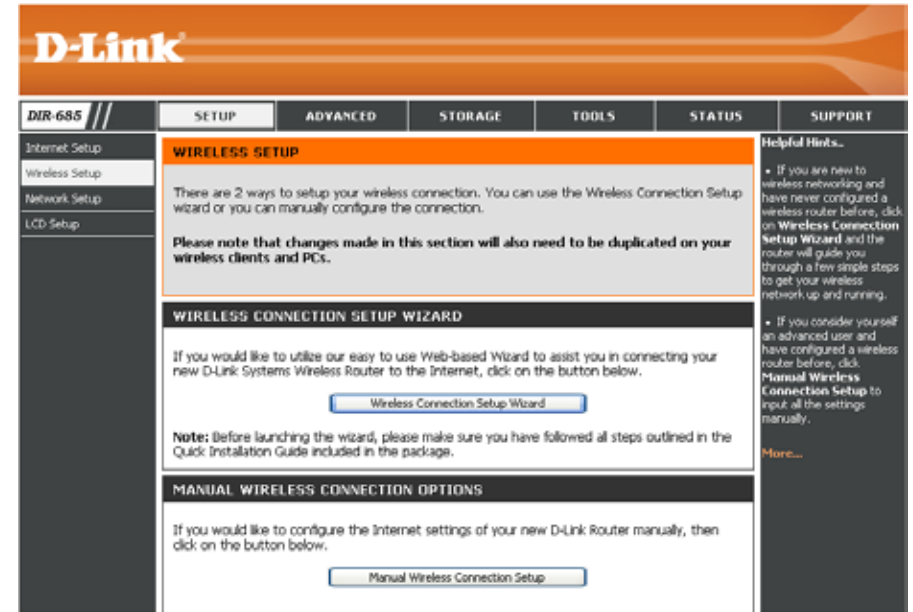 D-Link
DIR-685 //
SETUP
ADVANCED
STORAGE
TOOLS
STATUS
SUPPORT
Internet Setup
Wireless Setup
Network Setup
LCD Setup
WIRELESS SETUP
There are 2 ways to setup your wireless connection. You can use the Wireless Connection Setup
wizard or you can manually configure the connection.
Please note that changes made in this section will also need to be duplicated on your
wireless clients and PCs.
WIRELESS CONNECTION SETUP WIZARD
If you would like to utilize our easy to use Web-based Wizard to assist you in connecting your
new D-Link Systems Wireless Router to the Internet, click on the button below.
Wireless Connection Setup Wizard
Note: Before launching the wizard, please make sure you have followed all steps outlined in the
Quick Installation Guide included in the package.
MANUAL WIRELESS CONNECTION OPTIONS
If you would like to configure the Internet settings of your new D-Link Router manually, then
click on the button below.
Manual Wireless Connection Setup
Helpful Hints..
• If you are new to
wireless networking and
have never configured a
wireless router before, click
on Wireless Connection
Setup Wizard and the
router will guide you
through a few simple steps
to get your wireless
network up and running.
• If you consider yourself
an advanced user and
have configured a wireless
router before, click
Manual Wireless
Connection Setup to
input all the settings
manually.
More...